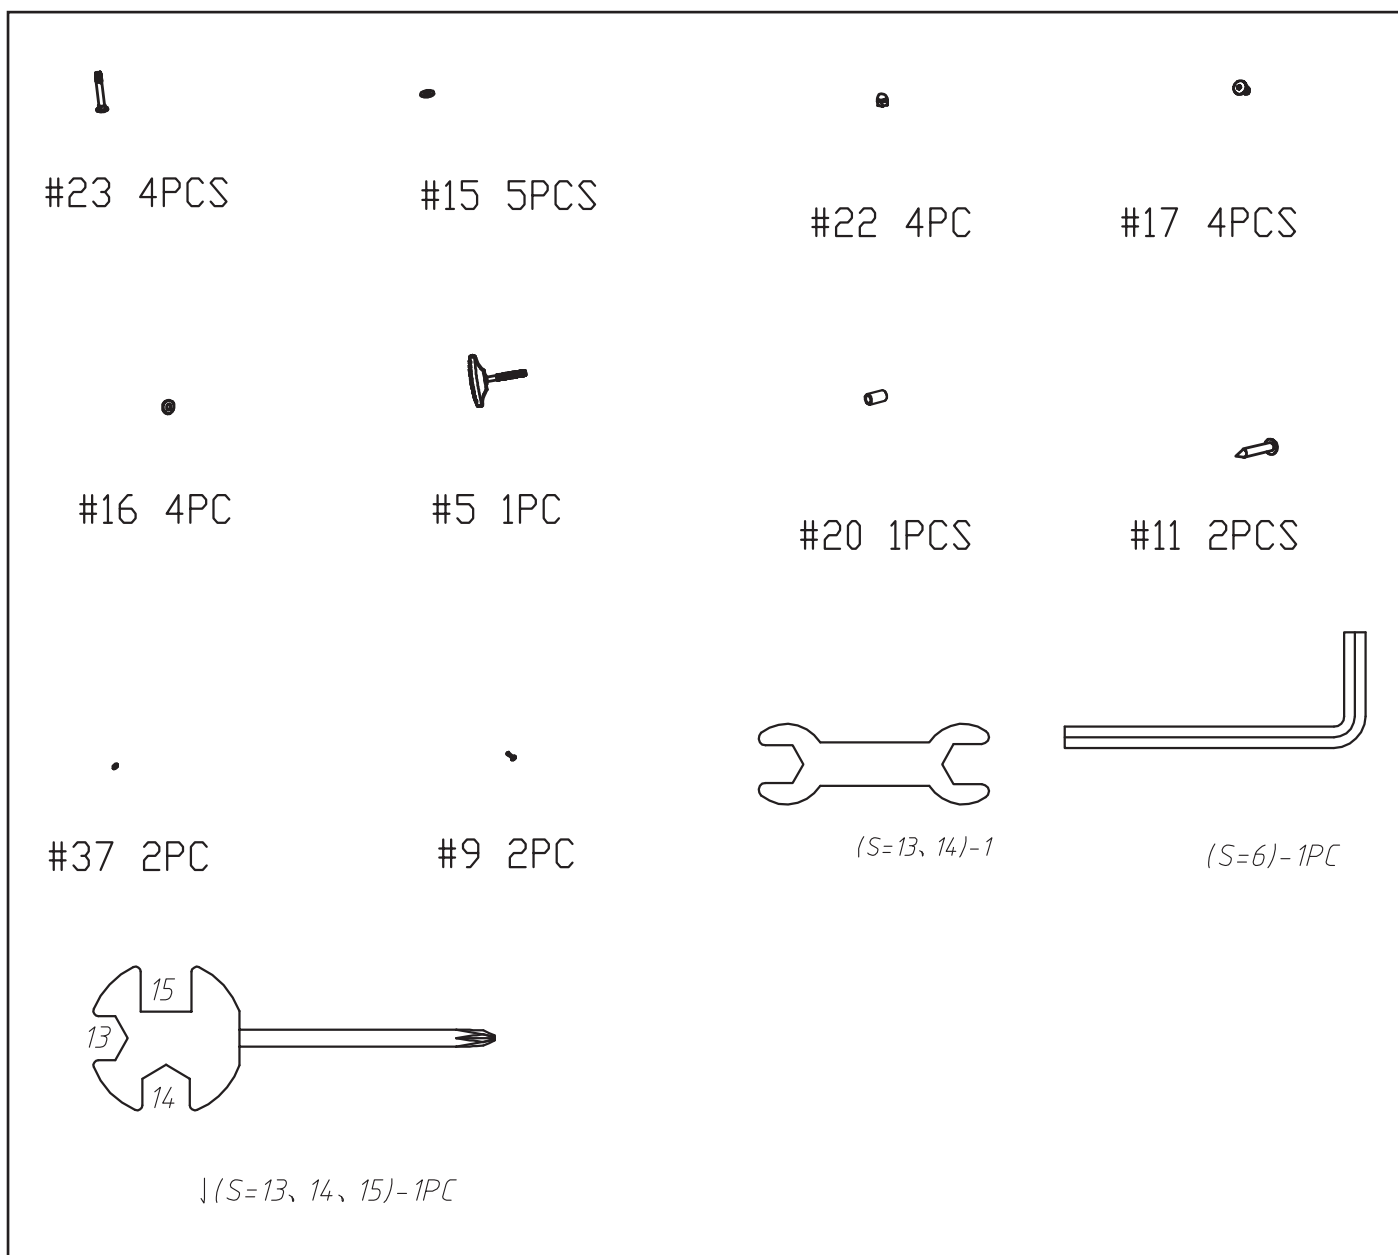 #23 4PCS
#15 5PCS
#22 4PC
#17 4PCS
#16 4PC
#5 1PC
#20 1PCS
#11 2PCS
#37 2PC
#9 2PC
(S=13、14)-1
(S=6)-1PC
15
13
14
(S=13、14、15)-1PC